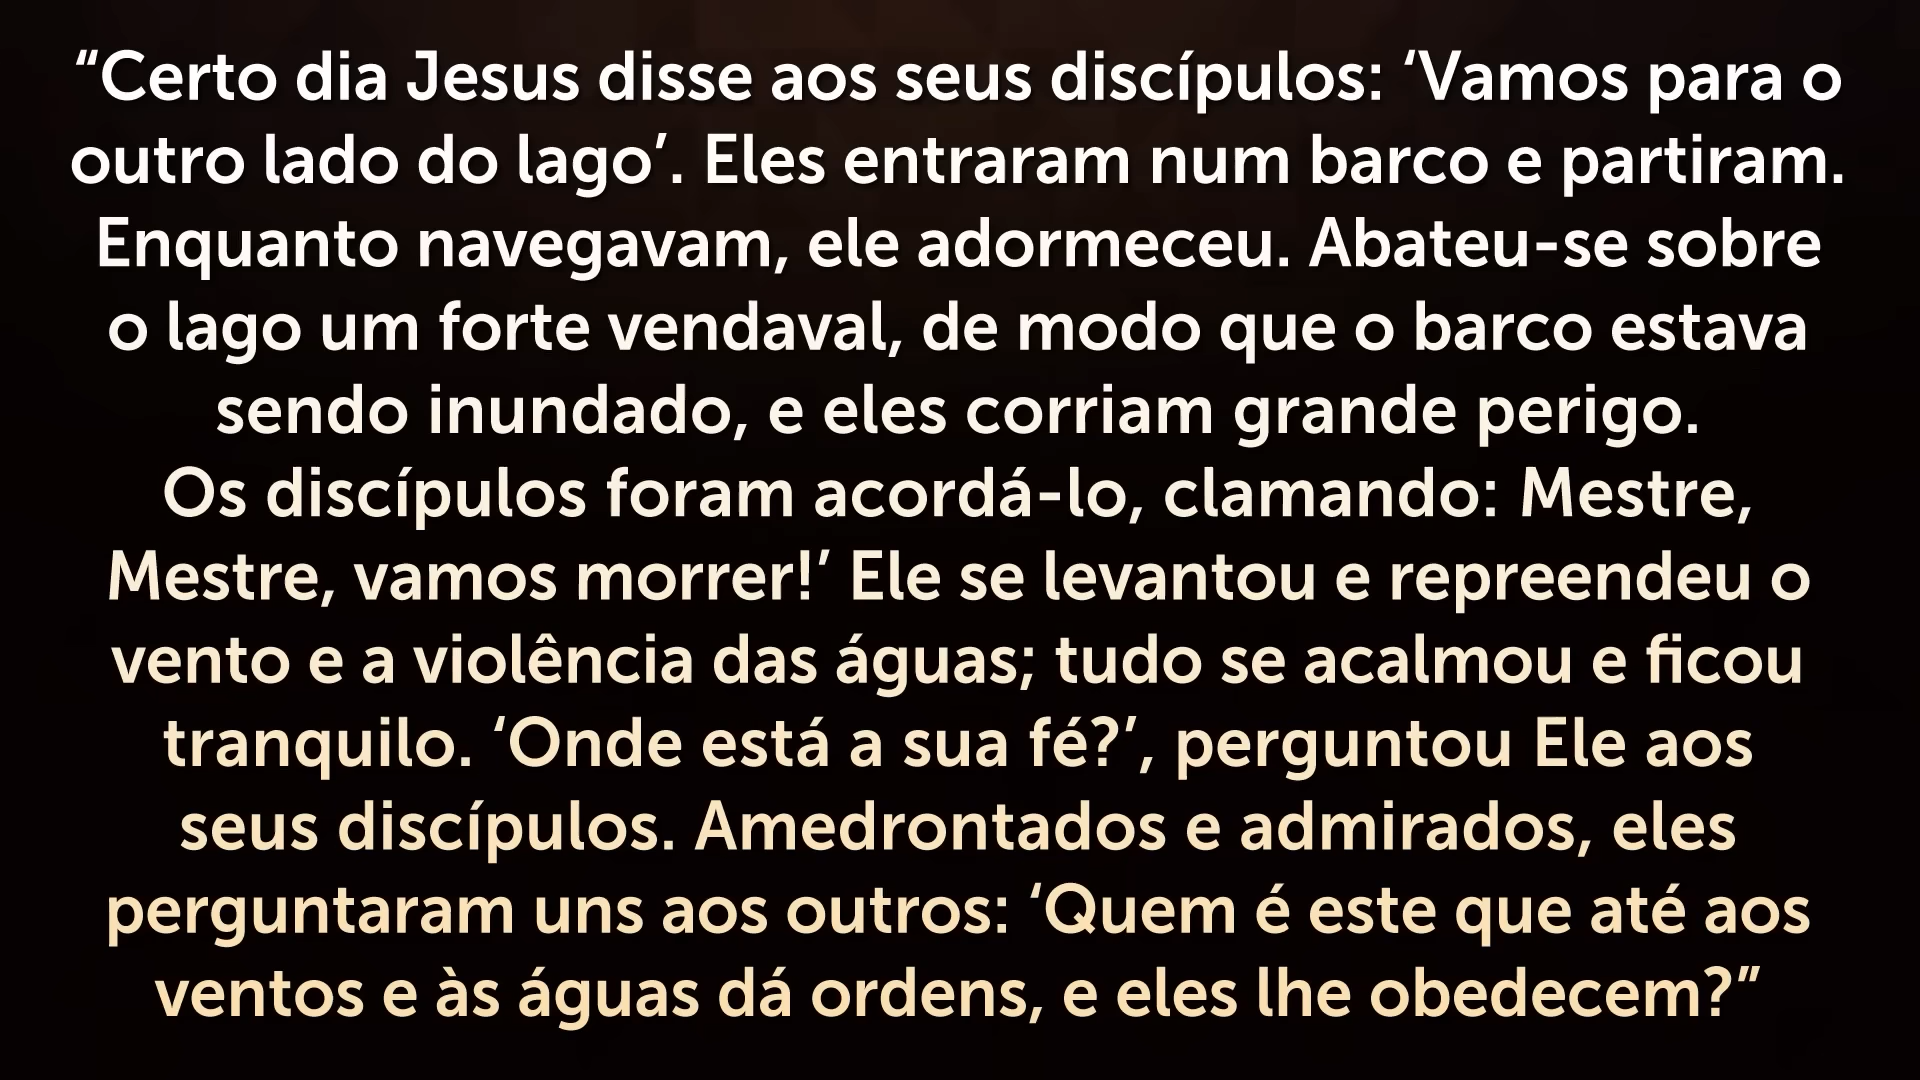 “Certo dia Jesus disse aos seus discípulos: ‘Vamos para o
outro lado do lago’. Eles entraram num barco e partiram.
Enquanto navegavam, ele adormeceu. Abateu-se sobre
o lago um forte vendaval, de modo que o barco estava
sendo inundado, e eles corriam grande perigo.
Os discípulos foram acordá-lo, clamando: Mestre,
Mestre, vamos morrer!’ Ele se levantou e repreendeu o
vento e a violência das águas; tudo se acalmou e ficou
tranquilo. ‘Onde está a sua fé?’, perguntou Ele aos
seus discípulos. Amedrontados e admirados, eles
perguntaram uns aos outros: ‘Quem é este que até aos
ventos e às águas dá ordens, e eles lhe obedecem?”